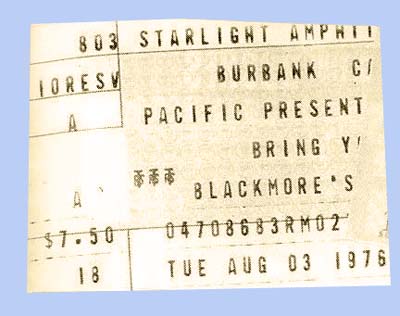 803 STARLIGHT AMPHIT
IORESV BURBANK C/
A PACIFIC PRESENT
BRING Y'
A $$$ BLACKMORE'S
$7.50 04708683RM02
18 TUE AUG 03 1976